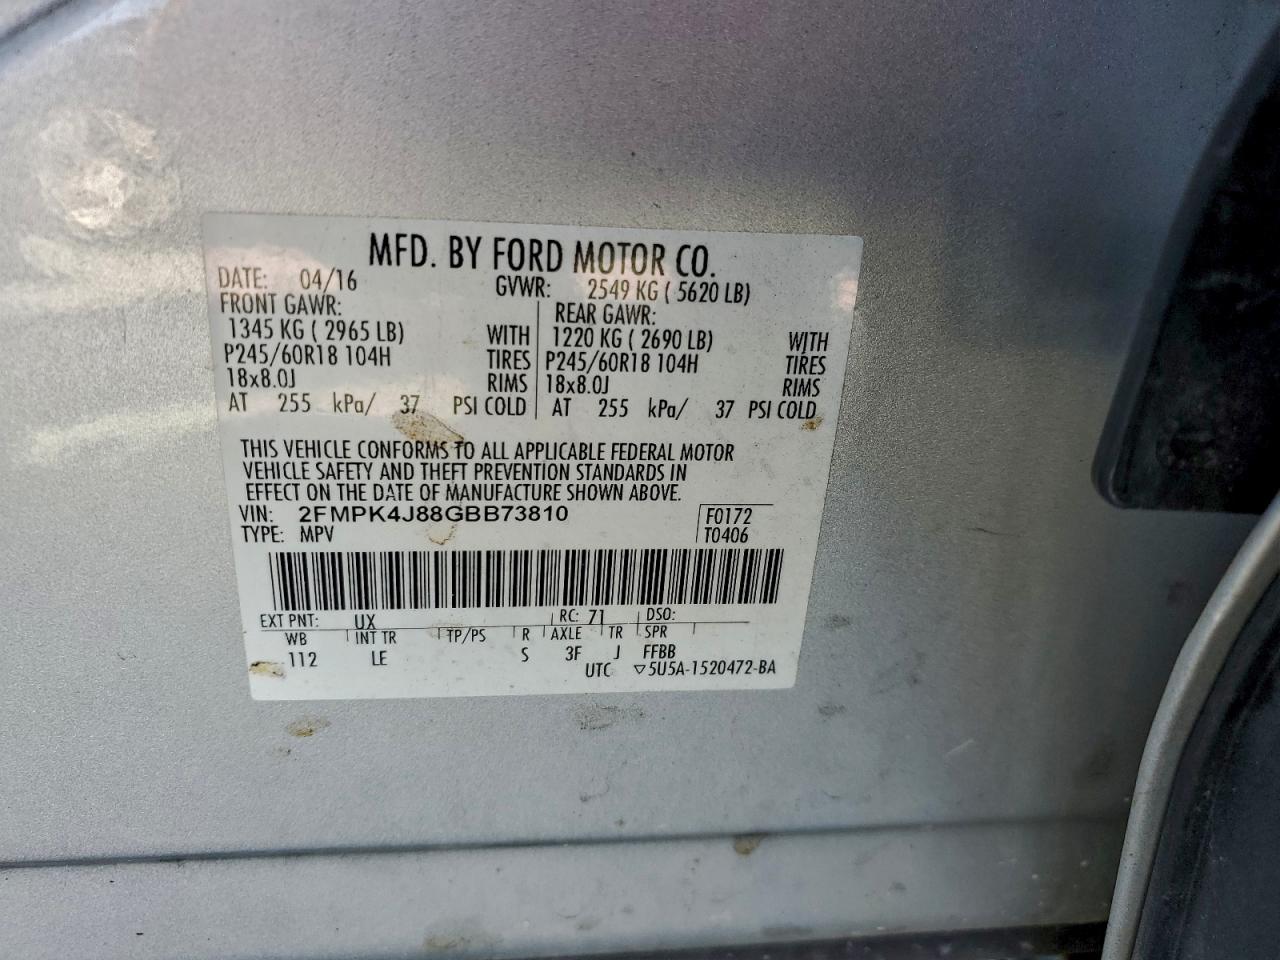 MFD. BY FORD MOTOR CO.
DATE: 04/16 GVWR: 2549 KG ( 5620 LB)
FRONT GAWR: REAR GAWR:
1345 KG ( 2965 LB) WITH 1220 KG ( 2690 LB) WITH
P245/60R18 104H TIRES P245/60R18 104H TIRES
18x8.0J RIMS 18x8.0J RIMS
AT 255 kPa/ 37 PSI COLD AT 255 kPa/ 37 PSI COLD
THIS VEHICLE CONFORMS TO ALL APPLICABLE FEDERAL MOTOR
VEHICLE SAFETY AND THEFT PREVENTION STANDARDS IN
EFFECT ON THE DATE OF MANUFACTURE SHOWN ABOVE.
VIN: 2FMPK4J88GBB73810 F0172
TYPE: MPV T0406
EXT PNT: UX RC: 71 DSO:
WB INT TR TP/PS R AXLE TR SPR
112 LE S 3F J FFBB
UTC ▽5U5A-1520472-BA